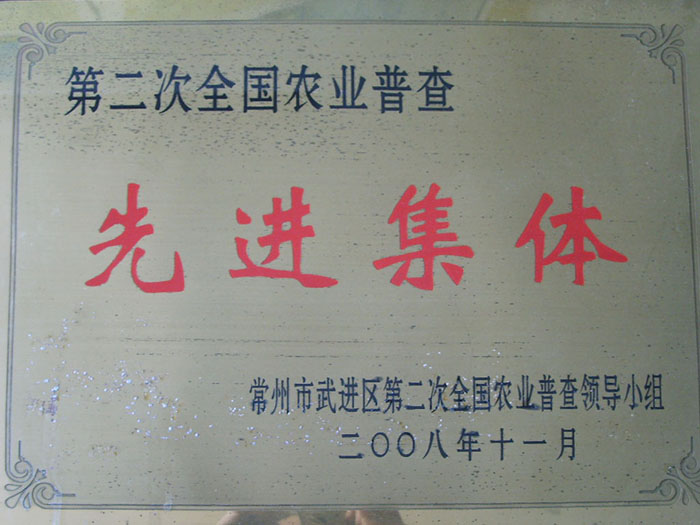 第二次全国农业普查
先进集体
常州市武进区第二次全国农业普查领导小组
二〇〇八年十一月